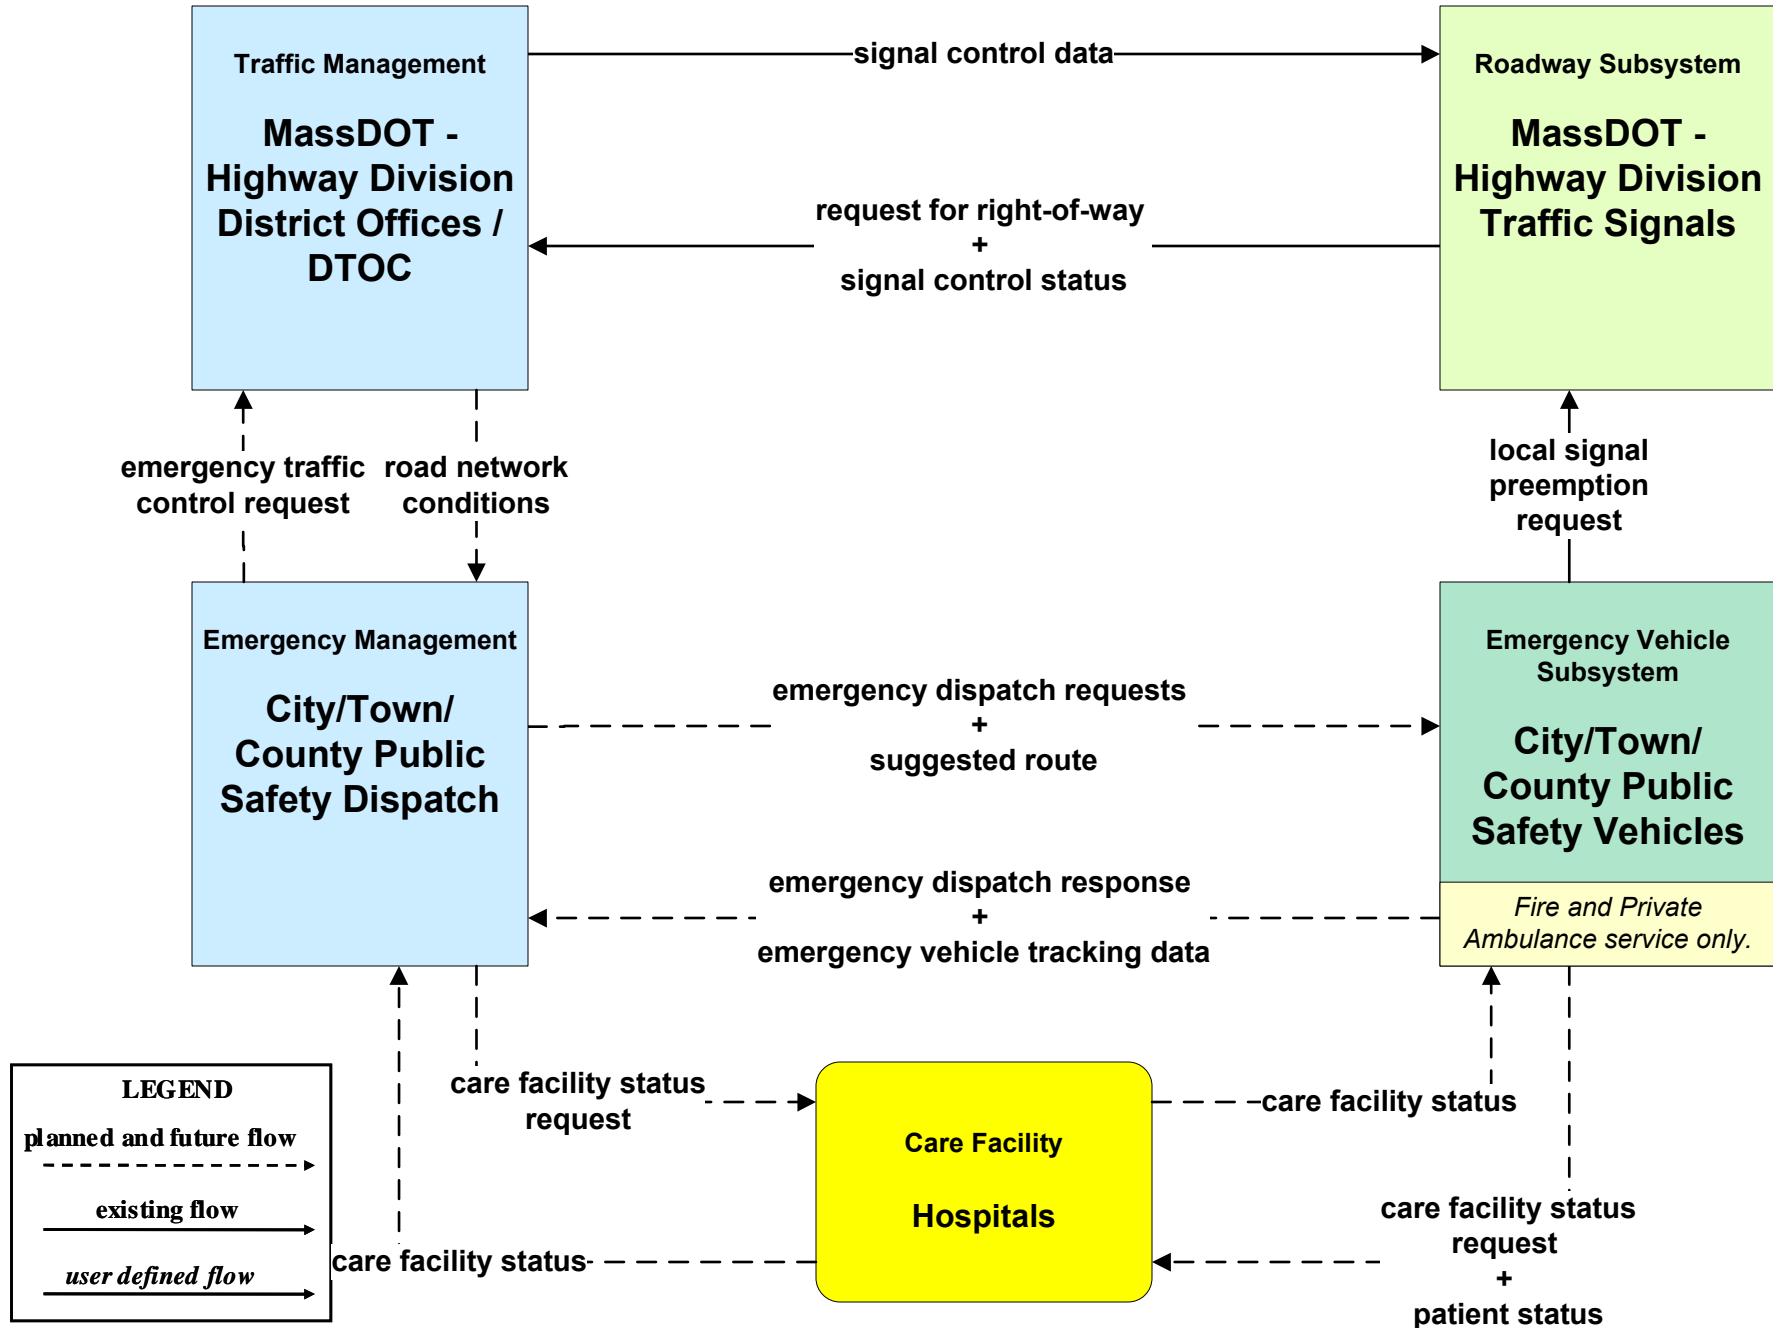 Traffic Management
MassDOT -
Highway Division
District Offices /
DTOC
signal control data
Roadway Subsystem
MassDOT -
Highway Division
Traffic Signals
request for right-of-way
+
signal control status
emergency traffic
control request
road network
conditions
local signal
preemption
request
Emergency Management
City/Town/
County Public
Safety Dispatch
emergency dispatch requests
+
suggested route
Emergency Vehicle
Subsystem
City/Town/
County Public
Safety Vehicles
Fire and Private
Ambulance service only.
emergency dispatch response
+
emergency vehicle tracking data
care facility status
request
Care Facility
Hospitals
care facility status
care facility status
request
+
patient status
care facility status
LEGEND
planned and future flow
existing flow
user defined flow